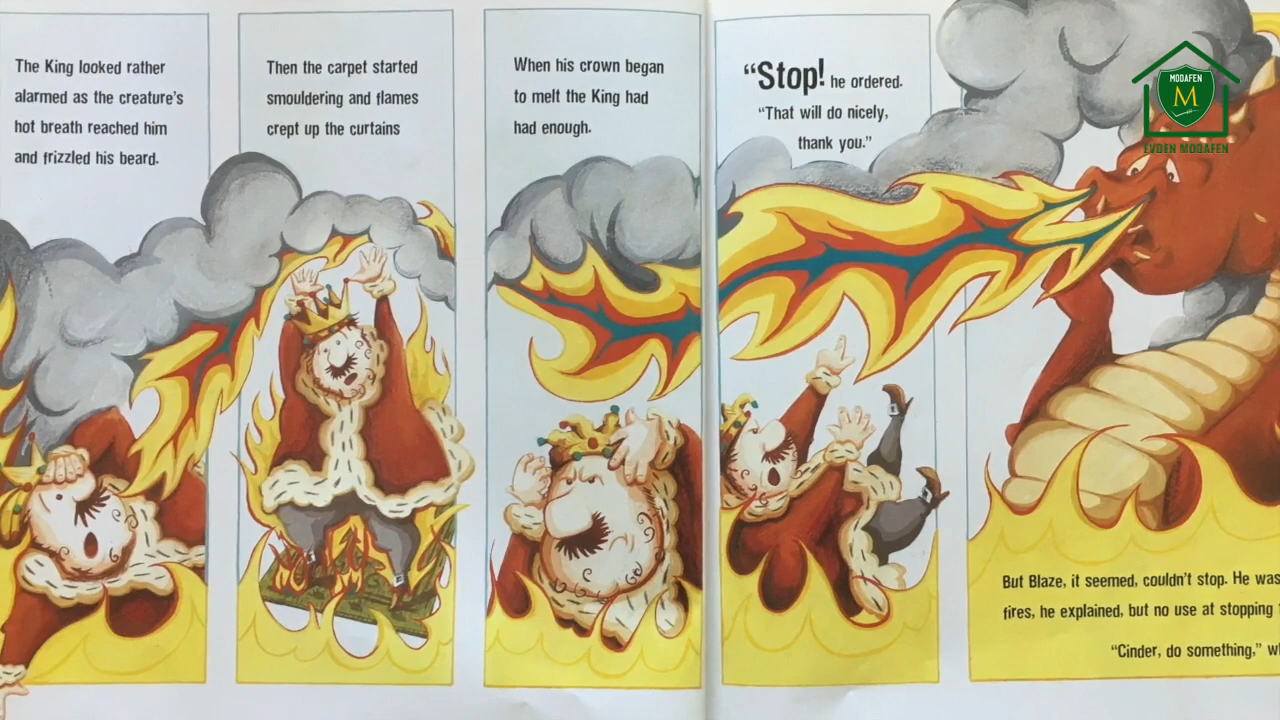 The King looked rather
alarmed as the creature's
hot breath reached him
and frizzled his beard.
Then the carpet started
smouldering and flames
crept up the curtains
When his crown began
to melt the King had
had enough.
“Stop! he ordered.
“That will do nicely,
thank you.”
MODAFEN
M
EVDEN MODAFEN
But Blaze, it seemed, couldn't stop. He was
fires, he explained, but no use at stopping
“Cinder, do something,”